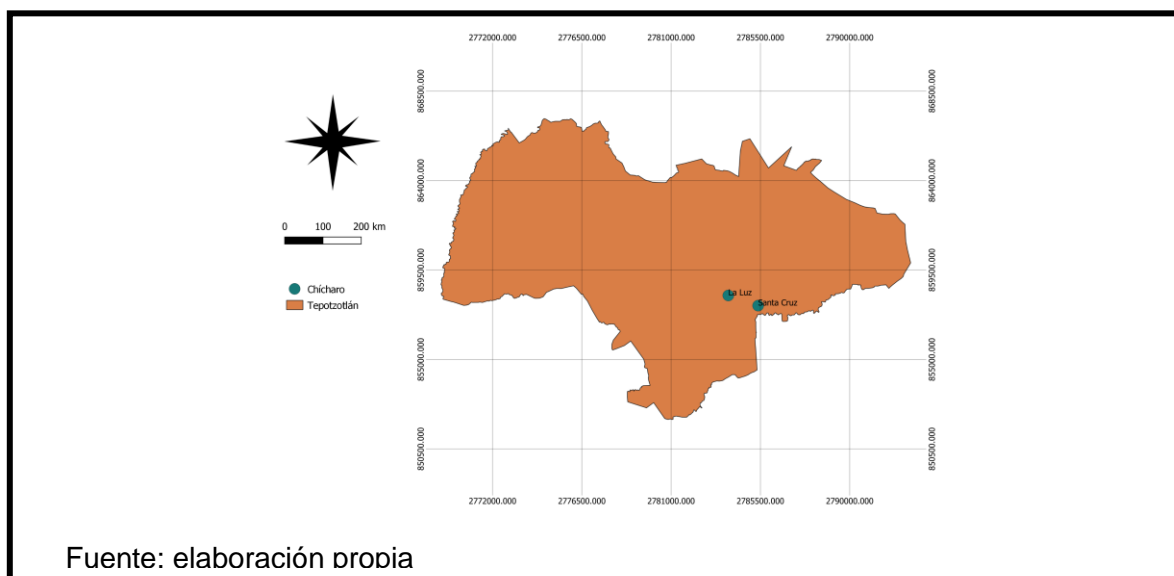 2772000.000 2776500.000 2781000.000 2785500.000 2790000.000
868500.000 868500.000
864000.000 864000.000
0 100 200 km
859500.000 859500.000
Chícharo
Tepotzotlán
La Luz
Santa Cruz
855000.000 855000.000
850500.000 850500.000
2772000.000 2776500.000 2781000.000 2785500.000 2790000.000
Fuente: elaboración propia